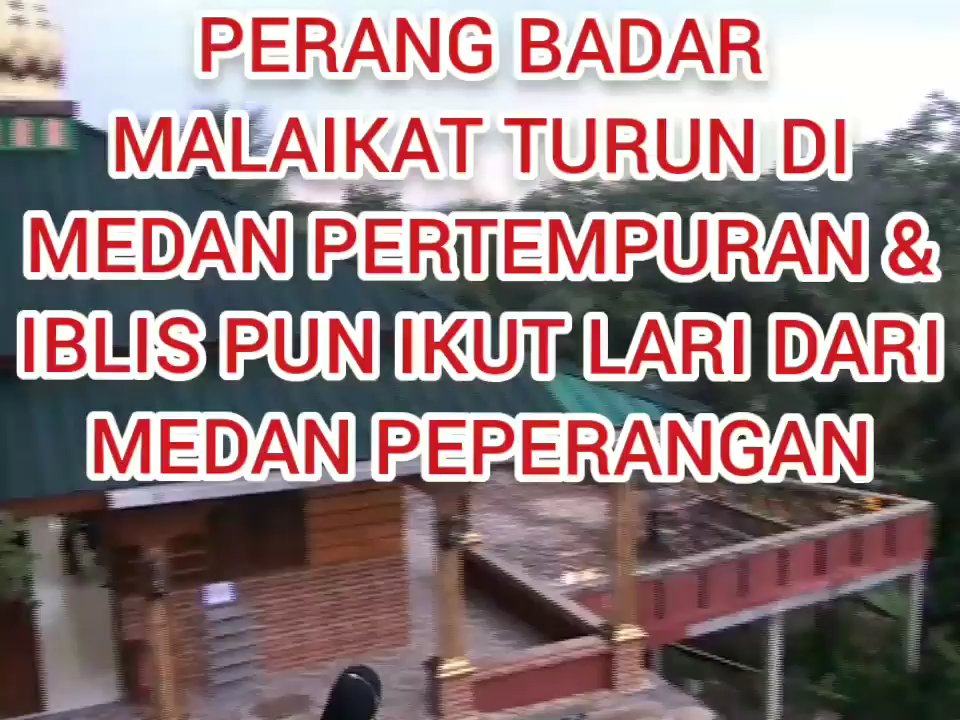 PERANG BADAR
MALAIKAT TURUN DI
MEDAN PERTEMPURAN &
IBLIS PUN IKUT LARI DARI
MEDAN PEPERANGAN